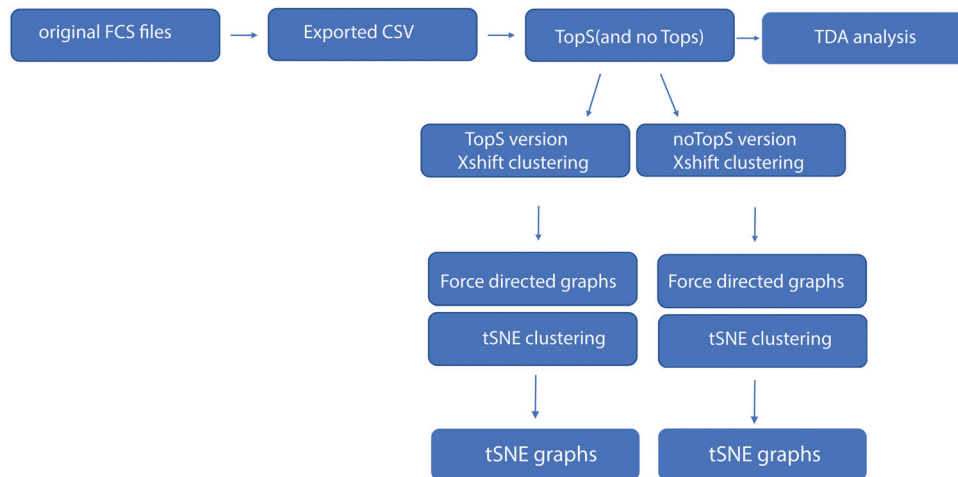 original FCS files
Exported CSV
TopS(and no Tops)
TDA analysis
TopS version
Xshift clustering
noTopS version
Xshift clustering
Force directed graphs
Force directed graphs
tSNE clustering
tSNE clustering
tSNE graphs
tSNE graphs